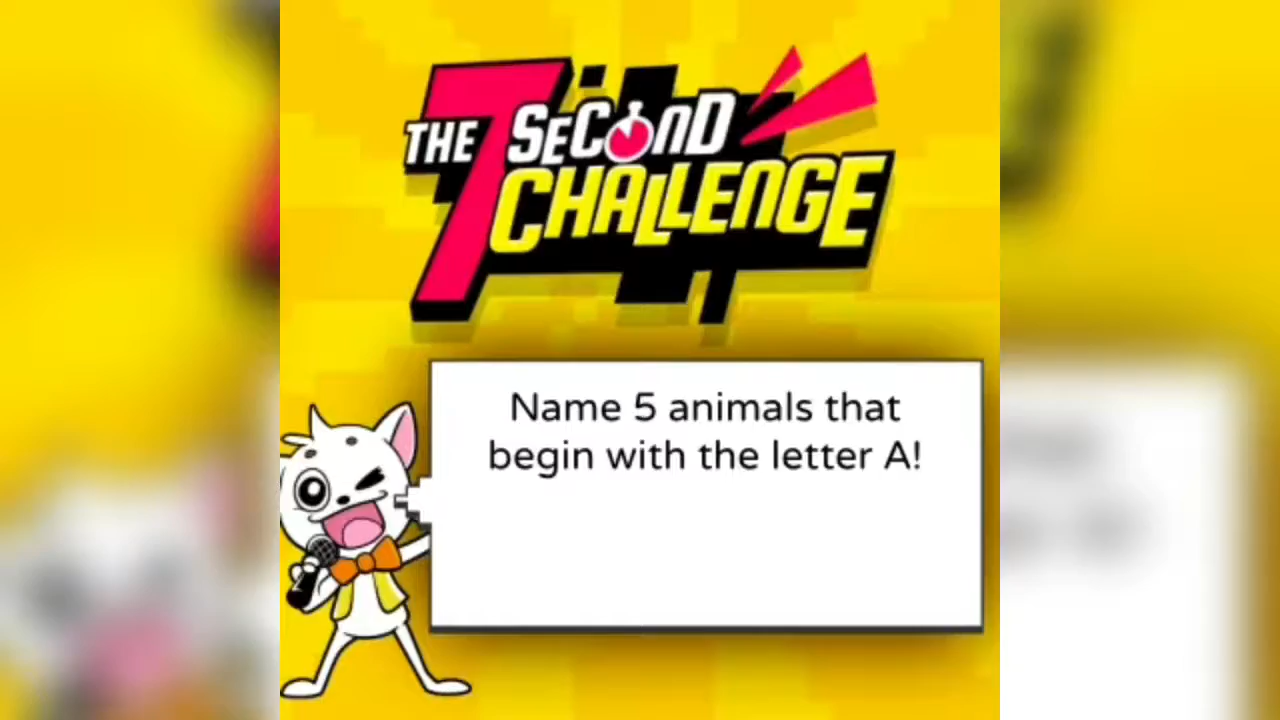 THE 7 SECOND
CHALLENGE
Name 5 animals that
begin with the letter A!